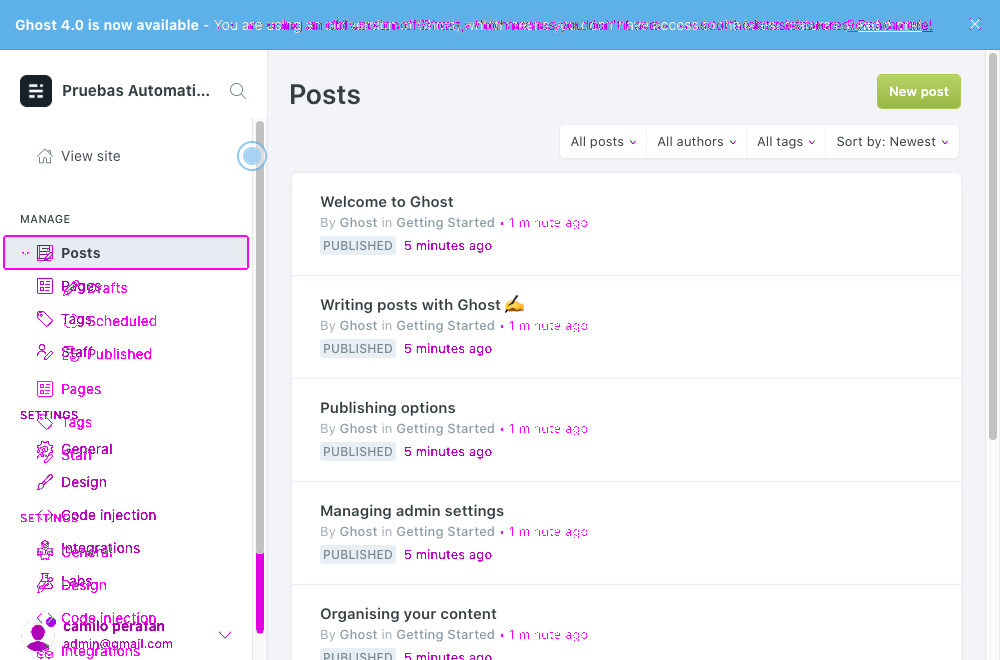 Ghost 4.0 is now available - You are using an old version of Ghost, which means you don't have access to the latest features. Read more!
Pruebas Automati...
View site
MANAGE
Posts
Pages
Drafts
Tags
Scheduled
Staff
Published
Pages
SETTINGS
Tags
General
Staff
Design
SETTINGS
Code injection
Integrations
General
Labs
Design
Code injection
camilo perafan
admin@gmail.com
Integrations
Posts
New post
All posts
All authors
All tags
Sort by: Newest
Welcome to Ghost
By Ghost in Getting Started • 1 minute ago
PUBLISHED 5 minutes ago
Writing posts with Ghost ✍️
By Ghost in Getting Started • 1 minute ago
PUBLISHED 5 minutes ago
Publishing options
By Ghost in Getting Started • 1 minute ago
PUBLISHED 5 minutes ago
Managing admin settings
By Ghost in Getting Started • 1 minute ago
PUBLISHED 5 minutes ago
Organising your content
By Ghost in Getting Started • 1 minute ago
PUBLISHED 5 minutes ago